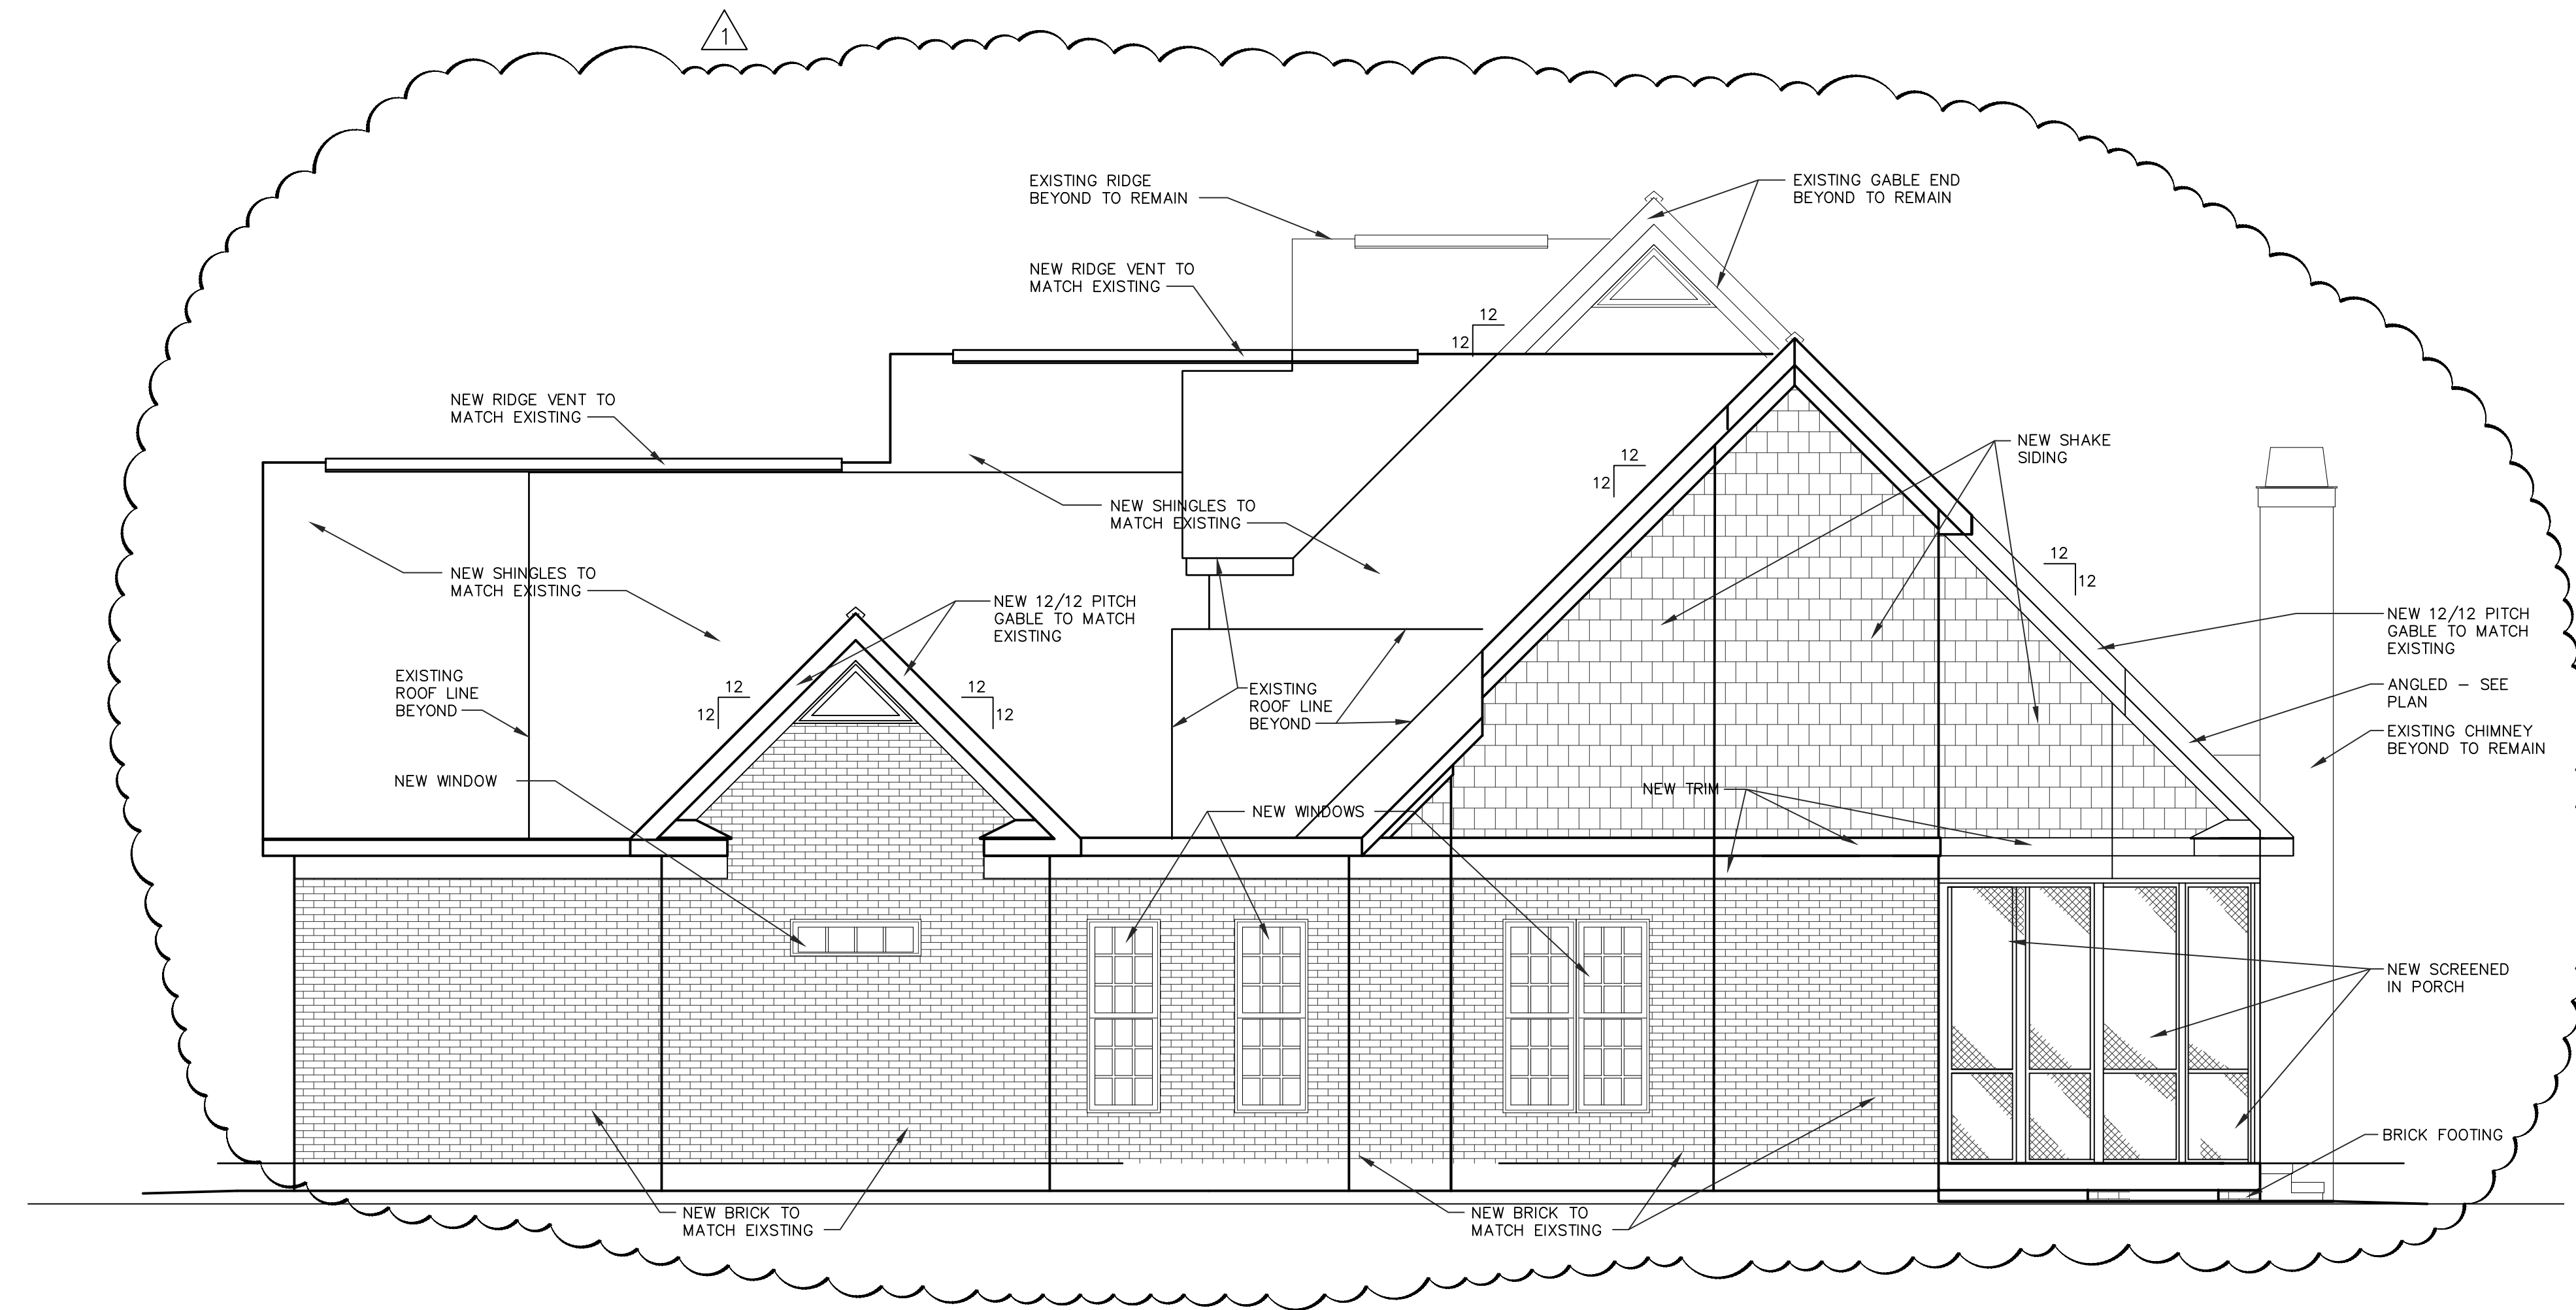 1
EXISTING RIDGE
BEYOND TO REMAIN
EXISTING GABLE END
BEYOND TO REMAIN
NEW RIDGE VENT TO
MATCH EXISTING
12
12
NEW RIDGE VENT TO
MATCH EXISTING
NEW SHAKE
SIDING
12
12
NEW SHINGLES TO
MATCH EXISTING
12
12
NEW SHINGLES TO
MATCH EXISTING
NEW 12/12 PITCH
GABLE TO MATCH
EXISTING
NEW 12/12 PITCH
GABLE TO MATCH
EXISTING
EXISTING
ROOF LINE
BEYOND
12
12
12
12
EXISTING
ROOF LINE
BEYOND
ANGLED – SEE
PLAN
EXISTING CHIMNEY
BEYOND TO REMAIN
NEW WINDOW
NEW TRIM
NEW WINDOWS
NEW SCREENED
IN PORCH
BRICK FOOTING
NEW BRICK TO
MATCH EIXSTING
NEW BRICK TO
MATCH EIXSTING